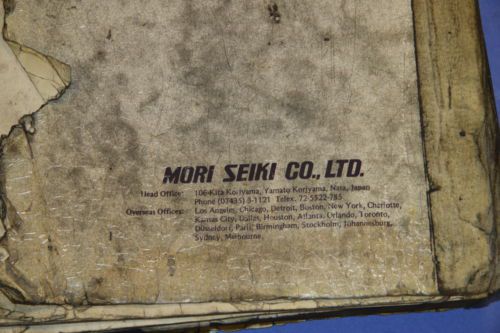 MORI SEIKI CO., LTD.
Head Office: 106 Kita Koriyama, Yamato Koriyama, Nara, Japan
Phone (07435) 3-1121 Telex. 72-5522-785
Overseas Offices: Los Angeles, Chicago, Detroit, Boston, New York, Charlotte,
Kansas City, Dallas, Houston, Atlanta, Orlando, Toronto,
Düsseldorf, Paris, Birmingham, Stockholm, Johannesburg,
Sydney, Melbourne.